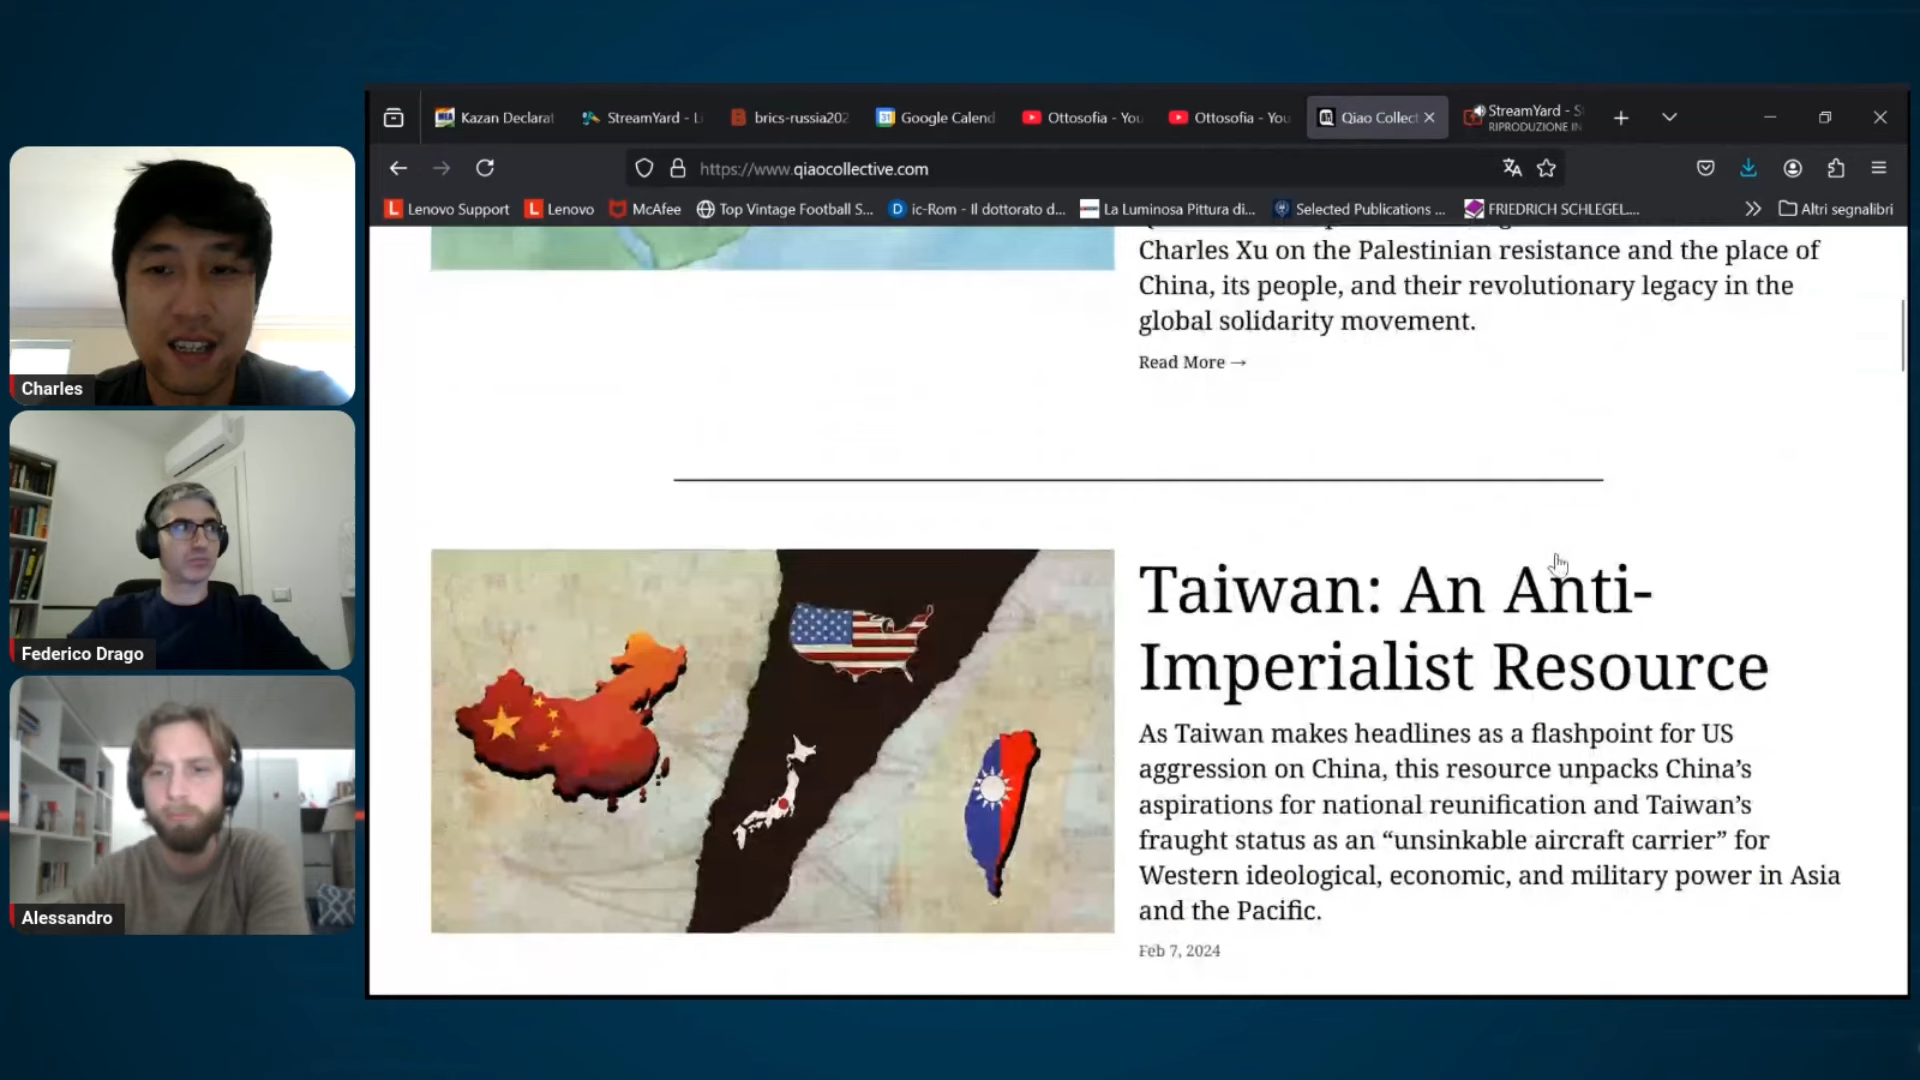 Kazan Declarat
StreamYard - Li
brics-russia202
Google Calend
Ottosofia - You
Ottosofia - You
Qiao Collect
StreamYard - S
RIPRODUZIONE IN
https://www.qiaocollective.com
Lenovo Support
Lenovo
McAfee
Top Vintage Football S...
ic-Rom - Il dottorato d...
La Luminosa Pittura di...
Selected Publications ...
FRIEDRICH SCHLEGEL....
Altri segnalibri
Charles Xu on the Palestinian resistance and the place of
China, its people, and their revolutionary legacy in the
global solidarity movement.
Read More →
Taiwan: An Anti-
Imperialist Resource
As Taiwan makes headlines as a flashpoint for US
aggression on China, this resource unpacks China’s
aspirations for national reunification and Taiwan’s
fraught status as an “unsinkable aircraft carrier” for
Western ideological, economic, and military power in Asia
and the Pacific.
Feb 7, 2024
Charles
Federico Drago
Alessandro